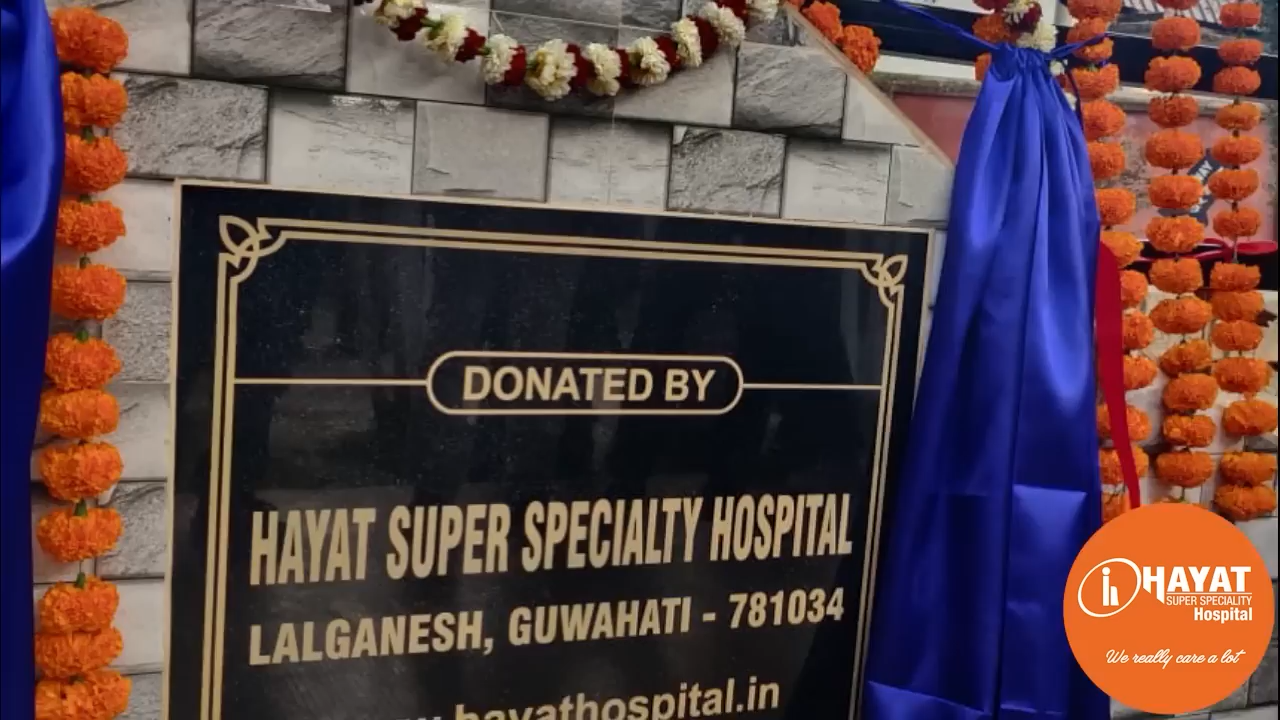 DONATED BY
HAYAT SUPER SPECIALTY HOSPITAL
LALGANESH, GUWAHATI - 781034
hayathospital.in
HAYAT
SUPER SPECIALITY
Hospital
We really care a lot